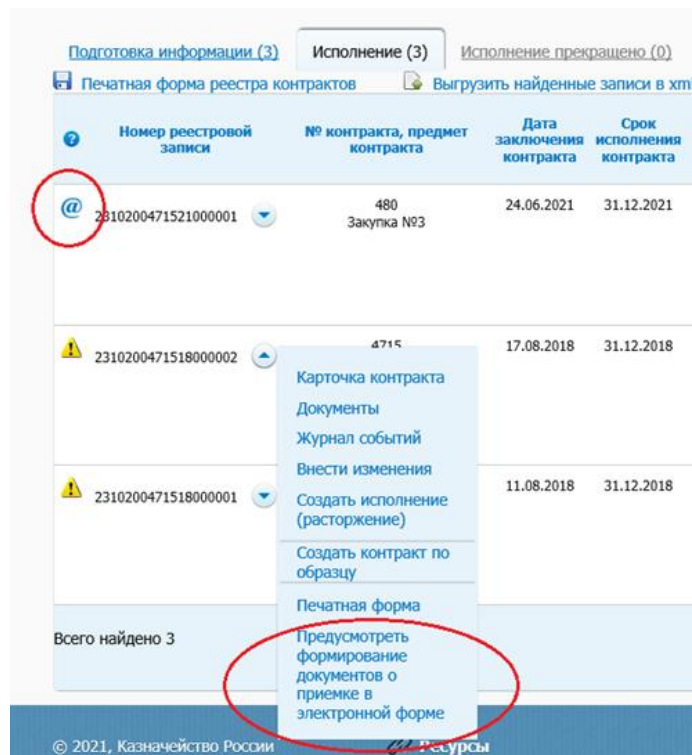 Подготовка информации (3) Исполнение (3) Исполнение прекращено (0)
Печатная форма реестра контрактов Выгрузить найденные записи в xml
Номер реестровой записи № контракта, предмет контракта Дата заключения контракта Срок исполнения контракта
@ 2310200471521000001 480 24.06.2021 31.12.2021
Закупка №3
2310200471518000002 4715 17.08.2018 31.12.2018
Карточка контракта
Документы
Журнал событий
Внести изменения
2310200471518000001 11.08.2018 31.12.2018
Создать исполнение
(расторжение)
Создать контракт по
образцу
Печатная форма
Всего найдено 3
Предусмотреть
формирование
документов о
приемке в
электронной форме
© 2021, Казначейство России Ресурсы